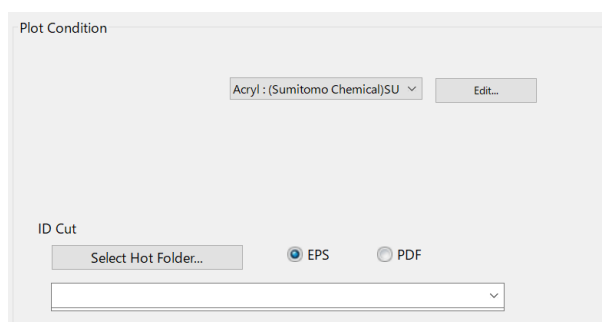 Plot Condition
Acryl : (Sumitomo Chemical)SU
Edit...
ID Cut
Select Hot Folder...
EPS
PDF